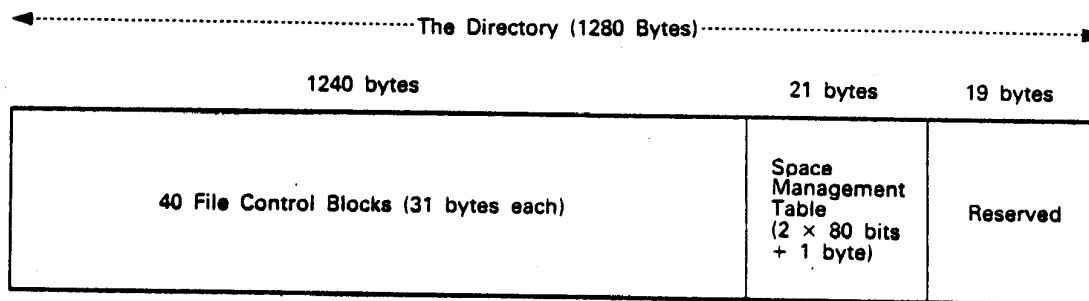 The Directory (1280 Bytes)
1240 bytes
21 bytes
19 bytes
40 File Control Blocks (31 bytes each)
Space
Management
Table
(2 × 80 bits
+ 1 byte)
Reserved